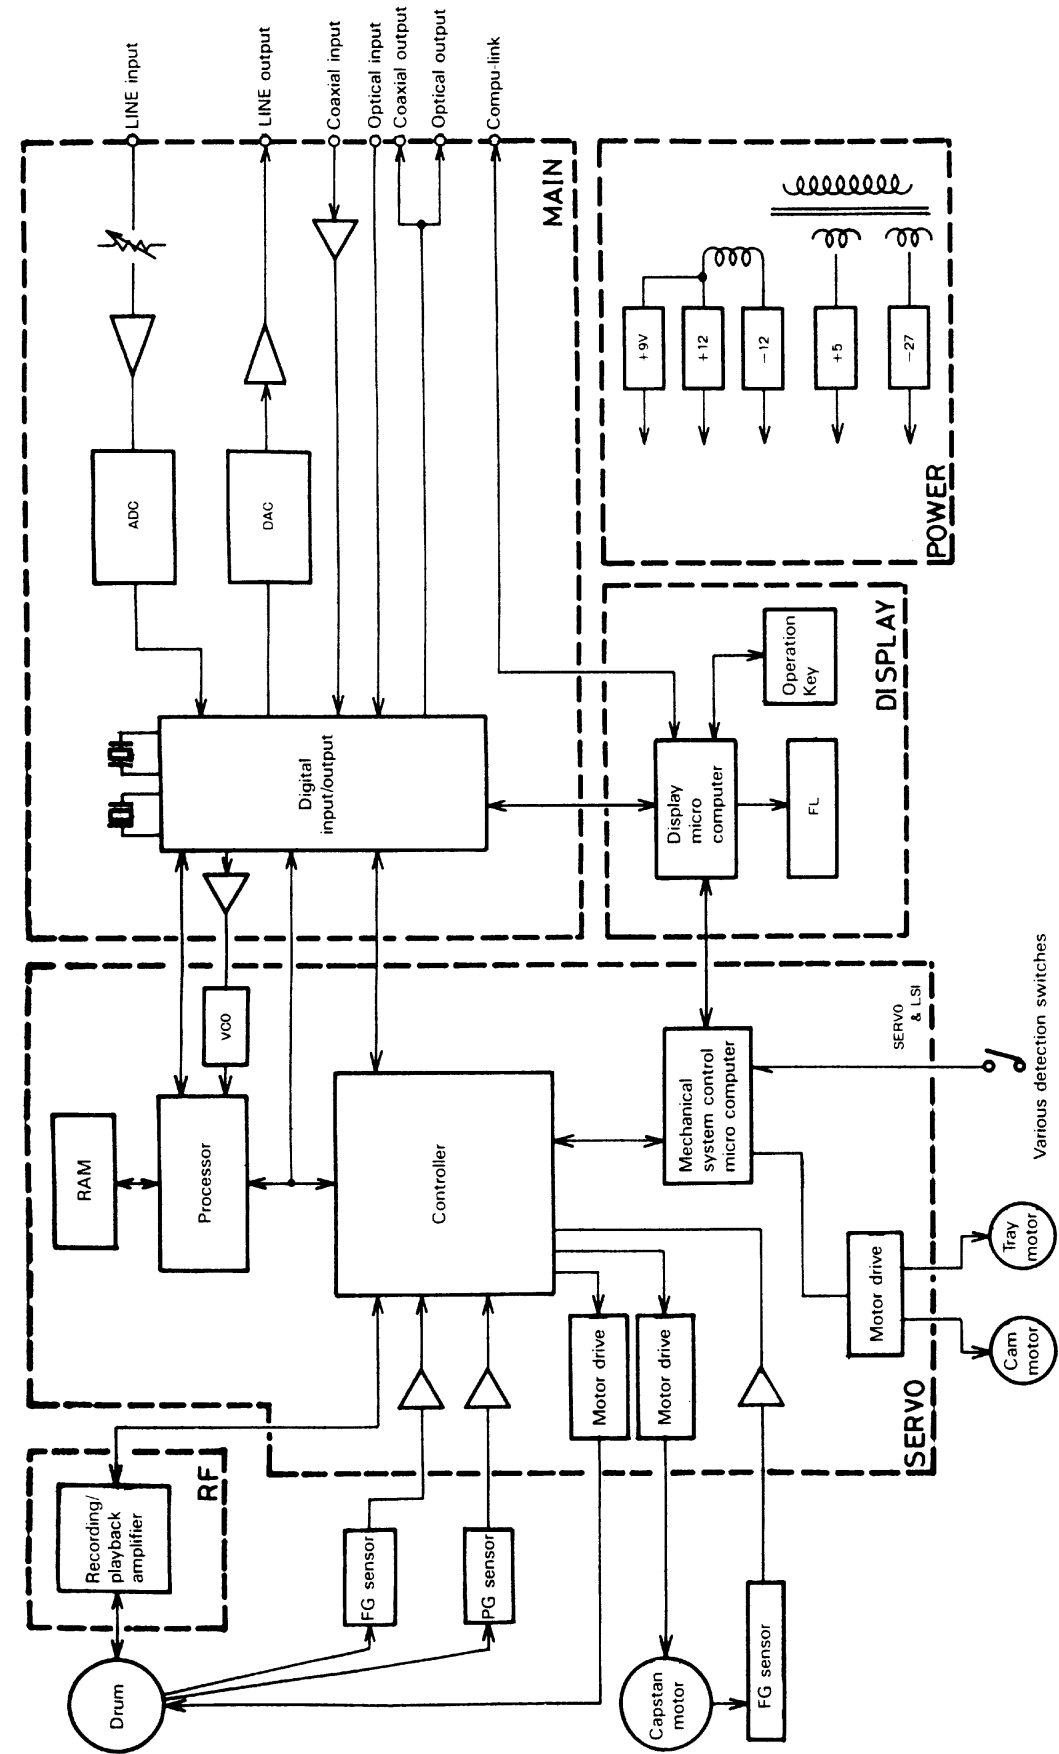 LINE input
LINE output
Coaxial input
Optical input
Coaxial output
Optical output
Compu-link
MAIN
ADC
DAC
Digital
input/output
POWER
+9V
+12
−12
+5
−27
DISPLAY
Display
micro
computer
Operation
Key
FL
RAM
VCO
Processor
Controller
Mechanical
system control
micro computer
SERVO
& LSI
Various detection switches
Motor drive
Motor drive
Motor drive
Tray
motor
Cam
motor
SERVO
RF
Recording/
playback
amplifier
Drum
FG sensor
PG sensor
Capstan
motor
FG sensor